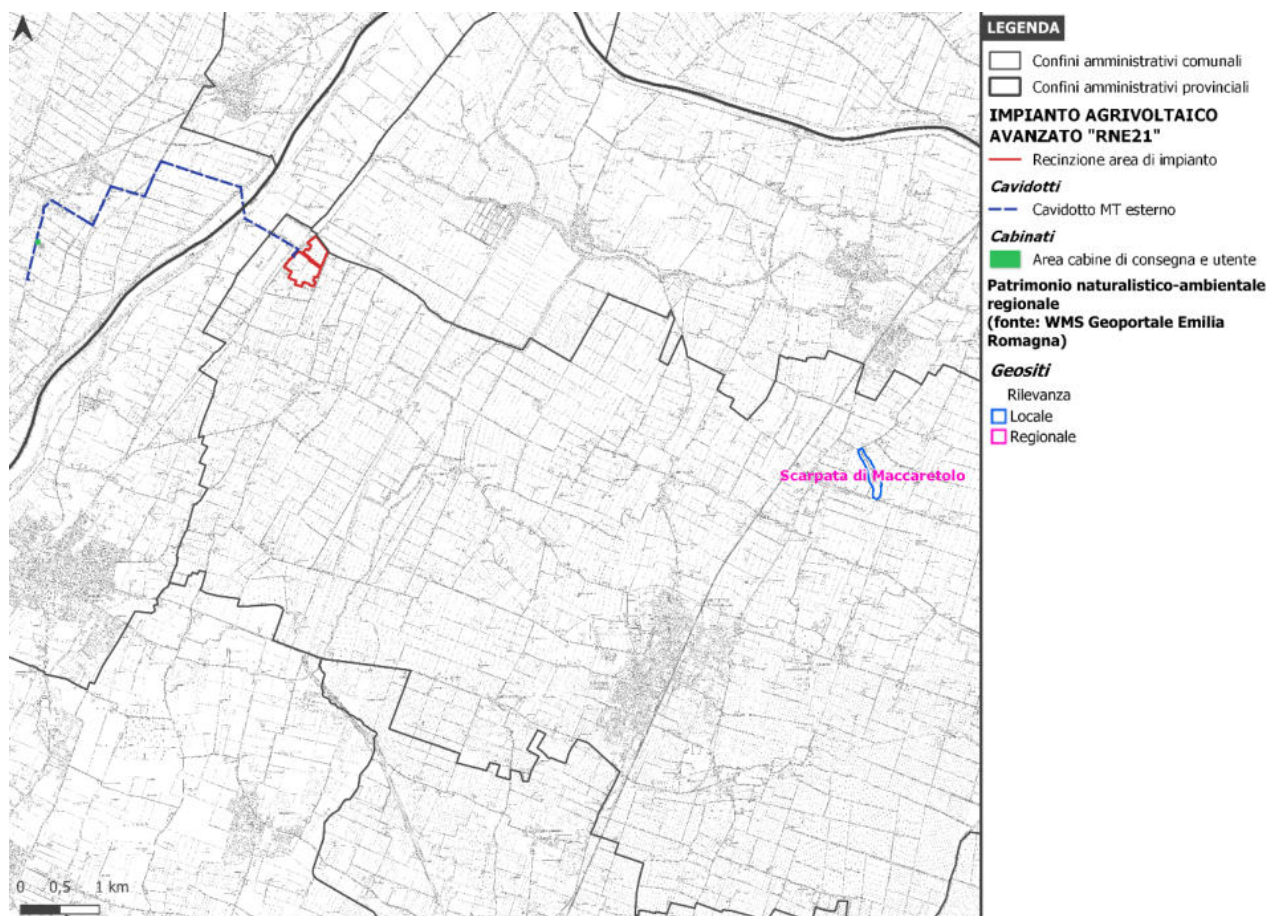 LEGENDA
Confini amministrativi comunali
Confini amministrativi provinciali
IMPIANTO AGRIVOLTAICO
AVANZATO "RNE21"
Recinzione area di impianto
Cavidotti
Cavidotto MT esterno
Cabinati
Area cabine di consegna e utente
Patrimonio naturalistico-ambientale
regionale
(fonte: WMS Geoportale Emilia
Romagna)
Geositi
Rilevanza
Locale
Regionale
Scarpata di Maccaretolo
0 0,5 1 km